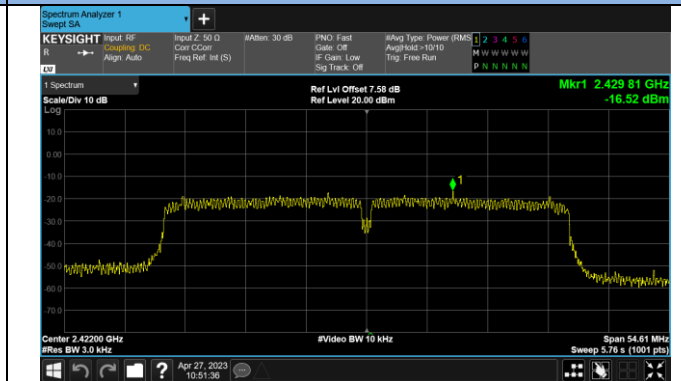 Spectrum Analyzer 1
Swept SA
+
KEYSIGHT Input: RF Input Z: 50 Ω #Atten: 30 dB PNO: Fast #Avg Type: Power (RMS 1 2 3 4 5 6
R Coupling: DC Corr CCorr Gate: Off Avg|Hold:>10/10 M W W W W W
Align: Auto Freq Ref: Int (S) IF Gain: Low Trig: Free Run
Sig Track: Off P N N N N N
LXI
1 Spectrum Ref Lvl Offset 7.58 dB Mkr1 2.429 81 GHz
Scale/Div 10 dB Ref Level 20.00 dBm -16.52 dBm
Log
10.0
0.00
1
-10.0
-20.0
-30.0
-40.0
-50.0
-60.0
-70.0
Center 2.42200 GHz #Video BW 10 kHz Span 54.61 MHz
#Res BW 3.0 kHz Sweep 5.76 s (1001 pts)
? Apr 27, 2023
10:51:36